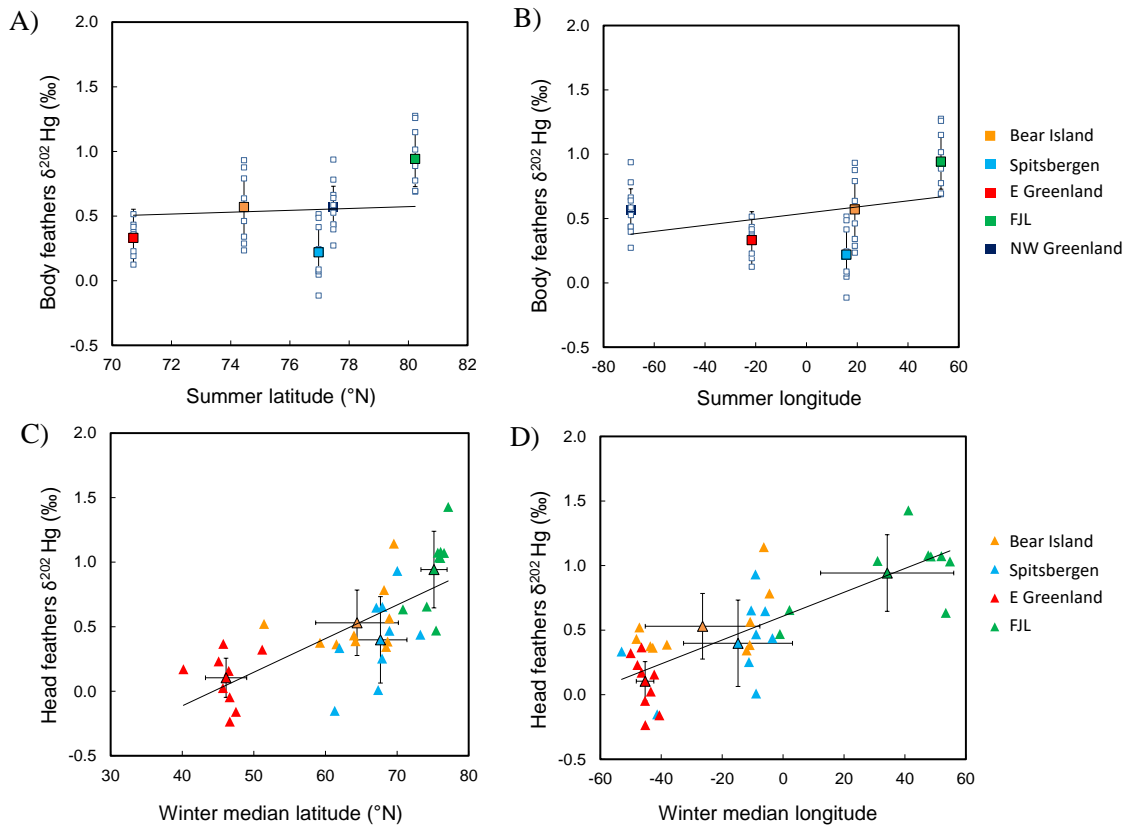 A)
B)
2.0
1.5
1.0
0.5
0.0
-0.5
Body feathers δ²⁰² Hg (‰)
70 72 74 76 78 80 82
Summer latitude (°N)
2.0
1.5
1.0
0.5
0.0
-0.5
Body feathers δ²⁰² Hg (‰)
-80 -60 -40 -20 0 20 40 60
Summer longitude
Bear Island
Spitsbergen
E Greenland
FJL
NW Greenland
C)
D)
2.0
1.5
1.0
0.5
0.0
-0.5
Head feathers δ²⁰² Hg (‰)
30 40 50 60 70 80
Winter median latitude (°N)
2.0
1.5
1.0
0.5
0.0
-0.5
Head feathers δ²⁰² Hg (‰)
-60 -40 -20 0 20 40 60
Winter median longitude
Bear Island
Spitsbergen
E Greenland
FJL